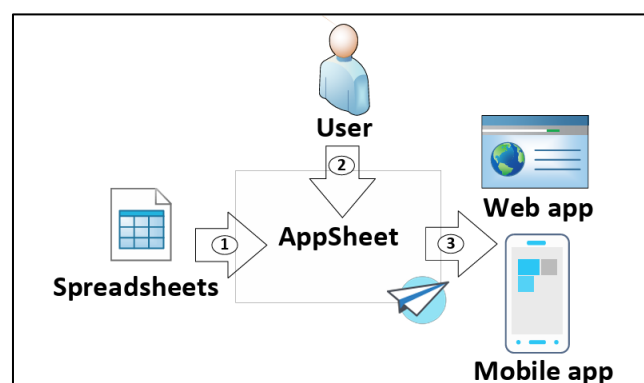 User
2
Web app
1
AppSheet
3
Spreadsheets
Mobile app